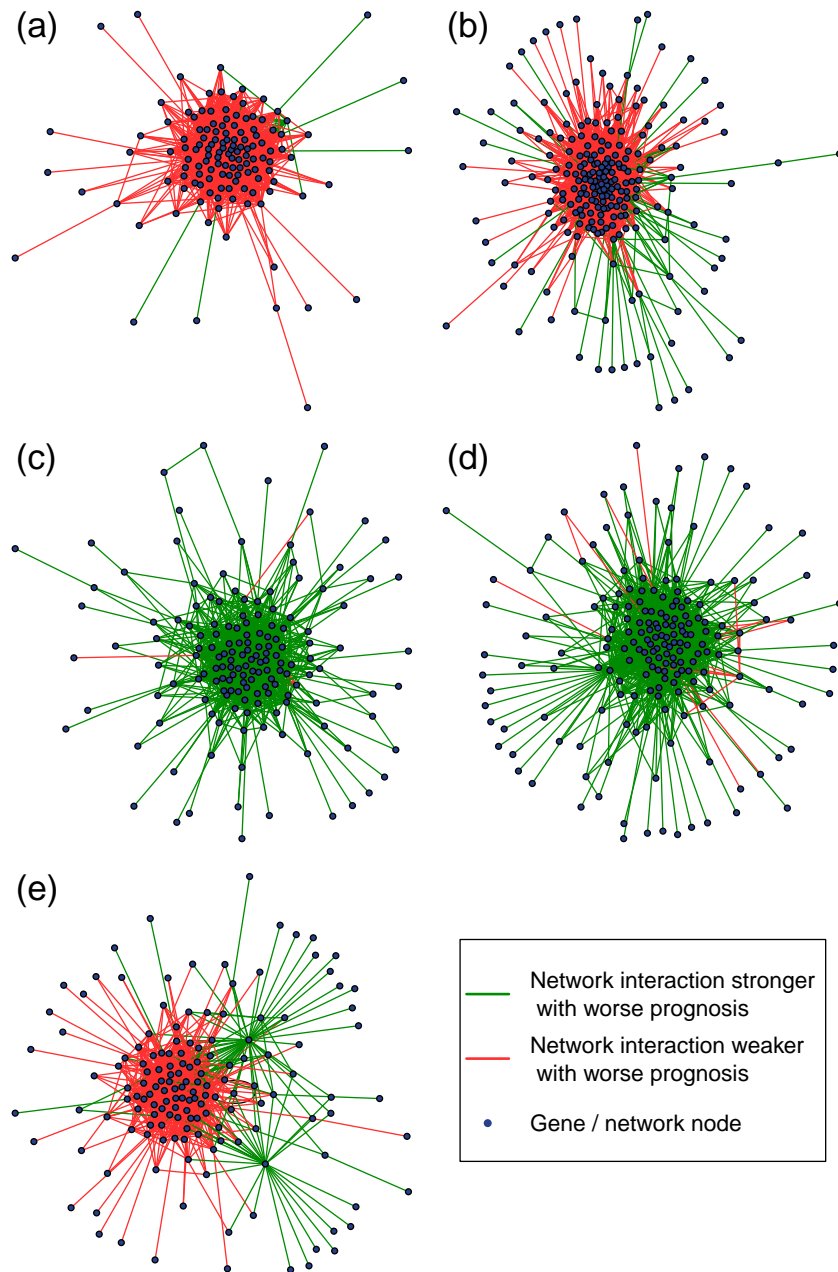 (a)
(b)
(c)
(d)
(e)
Network interaction stronger
with worse prognosis
Network interaction weaker
with worse prognosis
Gene / network node